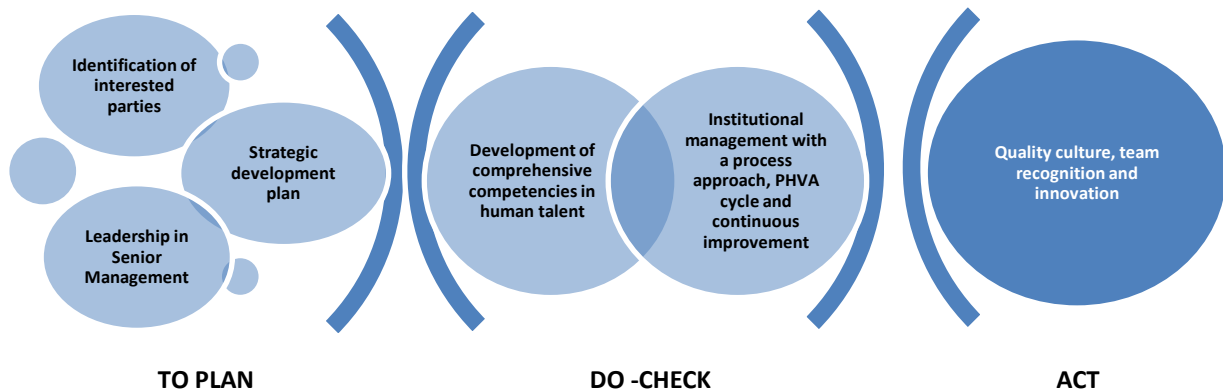 Identification of
interested
parties
Strategic
development
plan
Leadership in
Senior
Management
Development of
comprehensive
competencies in
human talent
Institutional
management with
a process
approach, PHVA
cycle and
continuous
improvement
Quality culture, team
recognition and
innovation
TO PLAN
DO -CHECK
ACT